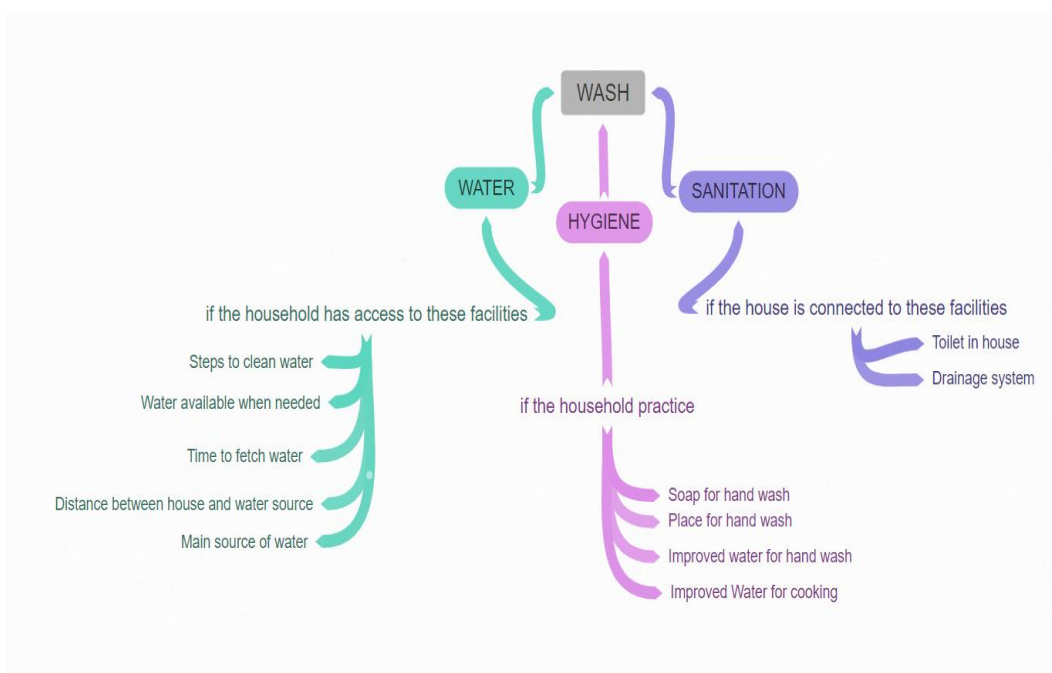 WASH
WATER
HYGIENE
SANITATION
if the household has access to these facilities
Steps to clean water
Water available when needed
Time to fetch water
Distance between house and water source
Main source of water
if the household practice
Soap for hand wash
Place for hand wash
Improved water for hand wash
Improved Water for cooking
if the house is connected to these facilities
Toilet in house
Drainage system